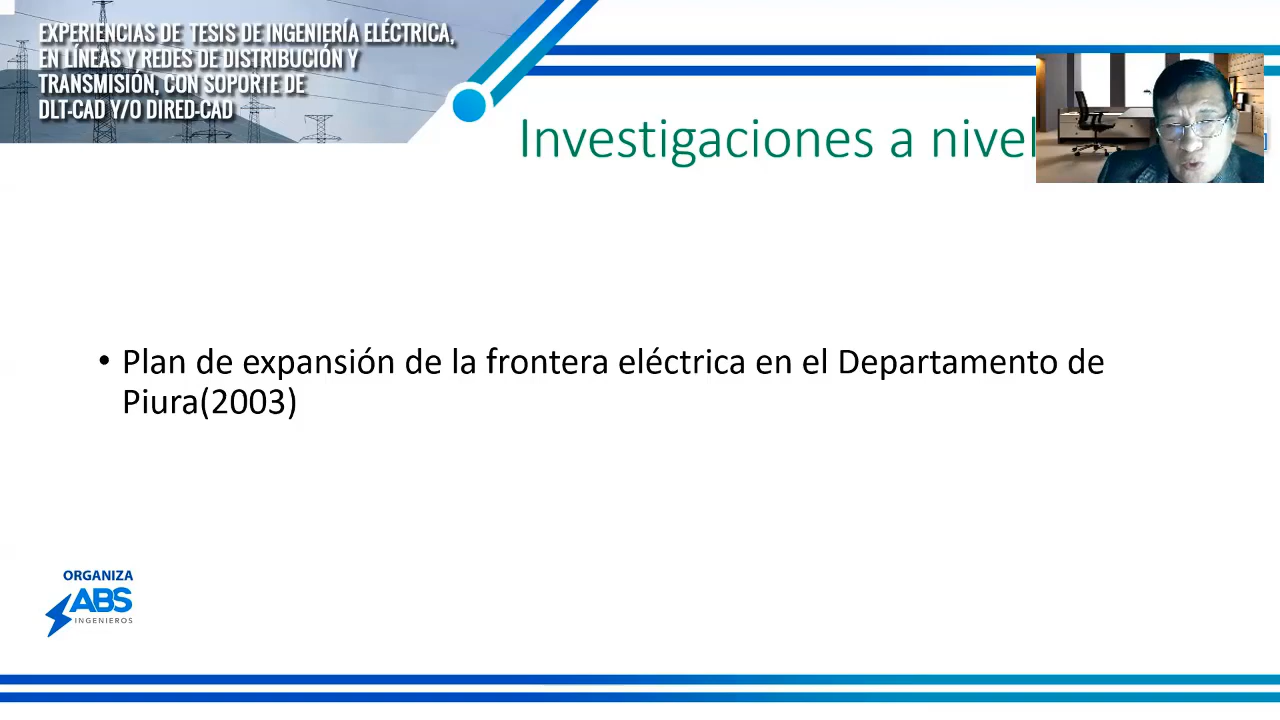 EXPERIENCIAS DE TESIS DE INGENIERÍA ELÉCTRICA,
EN LÍNEAS Y REDES DE DISTRIBUCIÓN Y
TRANSMISIÓN, CON SOPORTE DE
DLT-CAD Y/O DIRED-CAD
Investigaciones a nivel
• Plan de expansión de la frontera eléctrica en el Departamento de
Piura(2003)
ORGANIZA
ABS
INGENIEROS